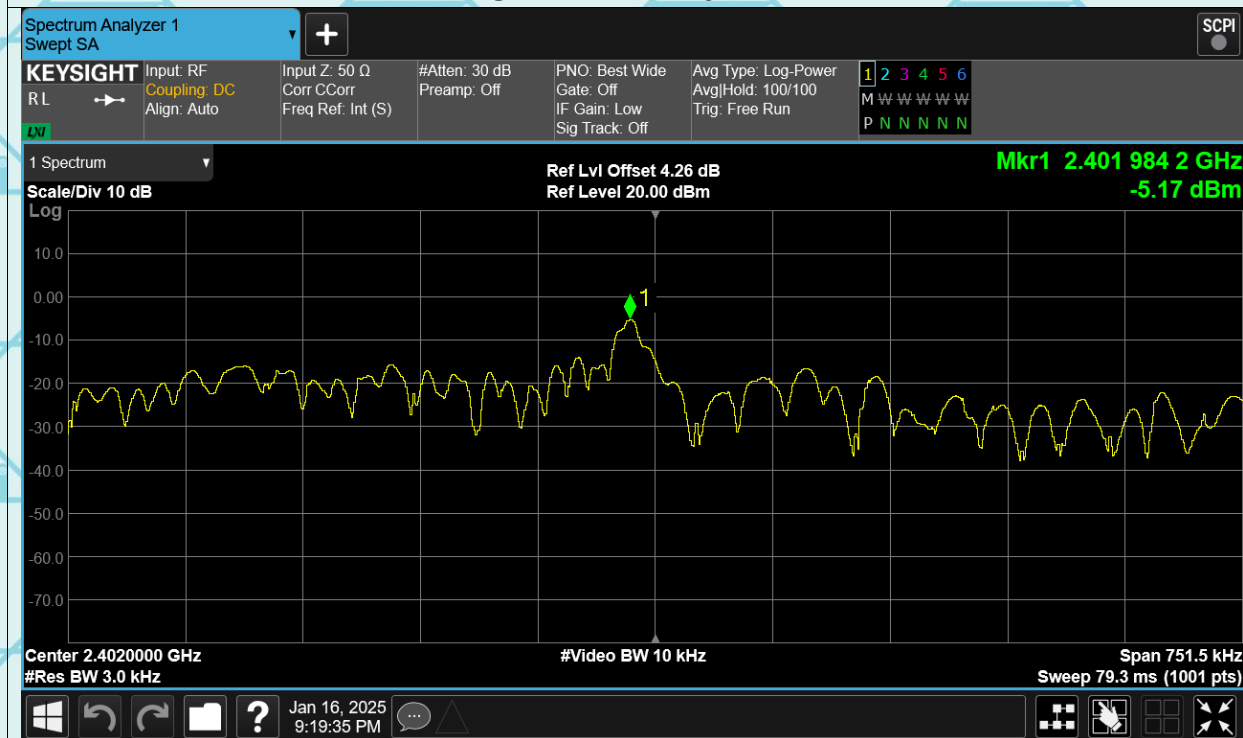 Spectrum Analyzer 1
Swept SA
+
SCPI
KEYSIGHT
RL
LXI
Input: RF
Coupling: DC
Align: Auto
Input Z: 50 Ω
Corr CCorr
Freq Ref: Int (S)
#Atten: 30 dB
Preamp: Off
PNO: Best Wide
Gate: Off
IF Gain: Low
Sig Track: Off
Avg Type: Log-Power
Avg|Hold: 100/100
Trig: Free Run
1 2 3 4 5 6
M W W W W W
P N N N N N
1 Spectrum
Scale/Div 10 dB
Log
Ref Lvl Offset 4.26 dB
Ref Level 20.00 dBm
Mkr1 2.401 984 2 GHz
-5.17 dBm
10.0
0.00
-10.0
-20.0
-30.0
-40.0
-50.0
-60.0
-70.0
1
Center 2.4020000 GHz
#Res BW 3.0 kHz
#Video BW 10 kHz
Span 751.5 kHz
Sweep 79.3 ms (1001 pts)
?
Jan 16, 2025
9:19:35 PM